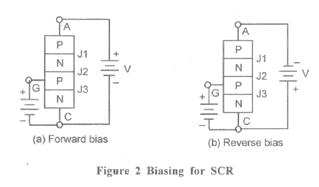 A
P
N
P
N
J1
J2
J3
G
C
+
−
V
+
−
(a) Forward bias
A
P
N
P
N
J1
J2
J3
G
C
−
+
V
+
−
(b) Reverse bias
Figure 2 Biasing for SCR